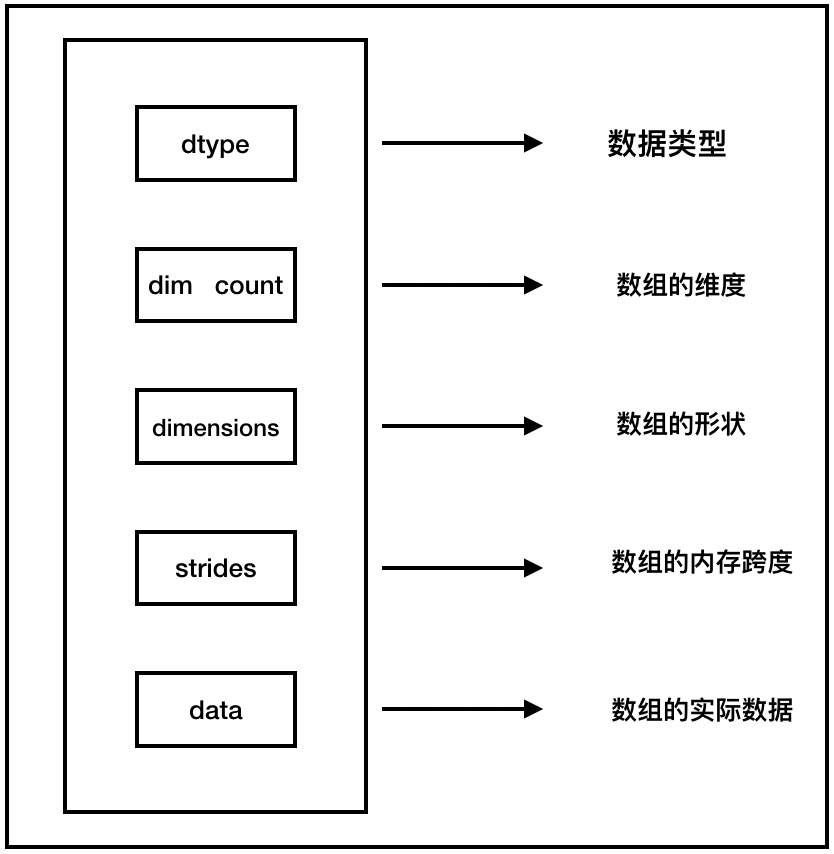 dtype 数据类型
dim count 数组的维度
dimensions 数组的形状
strides 数组的内存跨度
data 数组的实际数据